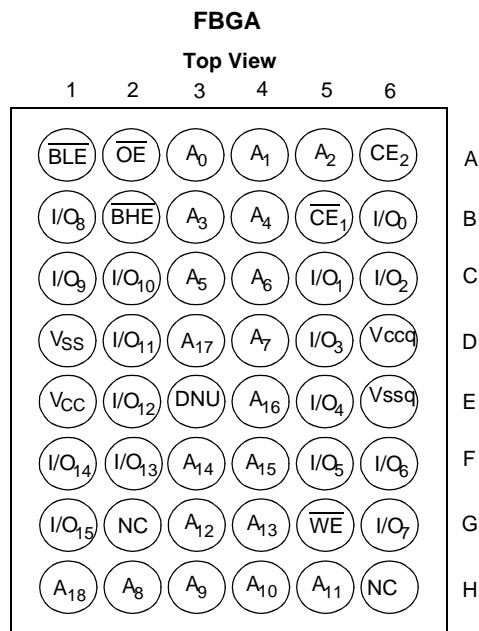 FBGA
Top View
1 2 3 4 5 6
BLE OE A0 A1 A2 CE2 A
I/O8 BHE A3 A4 CE1 I/O0 B
I/O9 I/O10 A5 A6 I/O1 I/O2 C
VSS I/O11 A17 A7 I/O3 Vccq D
VCC I/O12 DNU A16 I/O4 Vssq E
I/O14 I/O13 A14 A15 I/O5 I/O6 F
I/O15 NC A12 A13 WE I/O7 G
A18 A8 A9 A10 A11 NC H